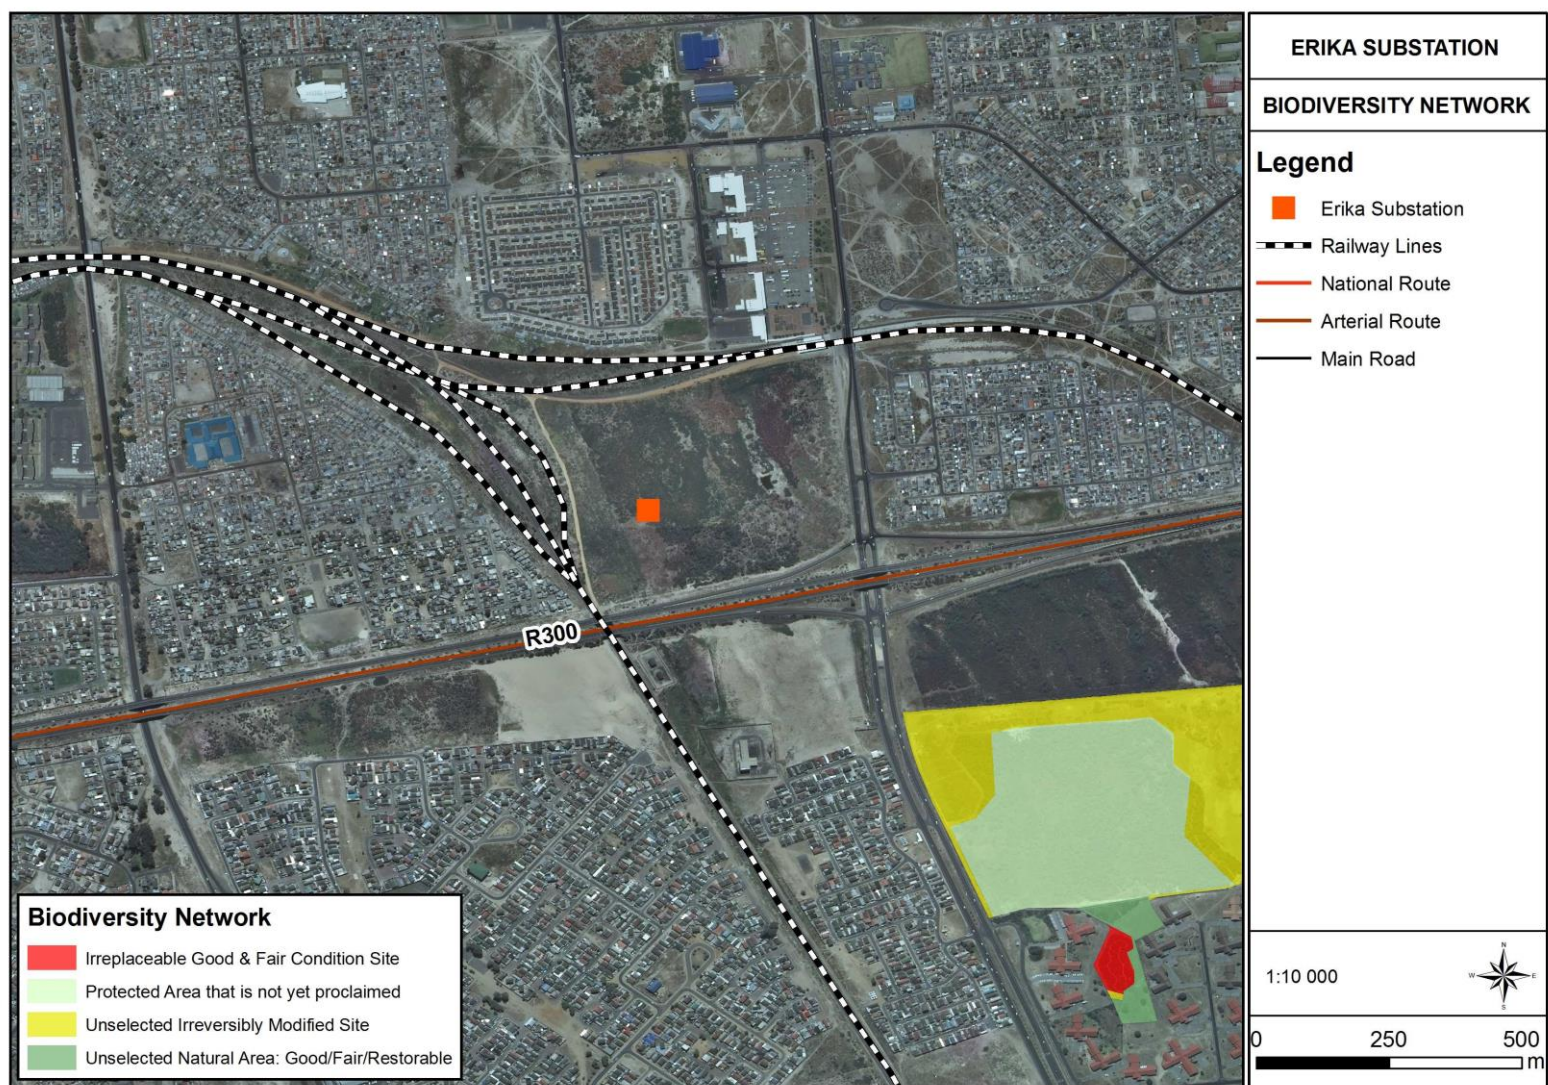 ERIKA SUBSTATION
BIODIVERSITY NETWORK
Legend
Erika Substation
Railway Lines
National Route
Arterial Route
Main Road
R300
Biodiversity Network
Irreplaceable Good & Fair Condition Site
Protected Area that is not yet proclaimed
Unselected Irreversibly Modified Site
Unselected Natural Area: Good/Fair/Restorable
1:10 000
N
W
E
S
0 250 500
m